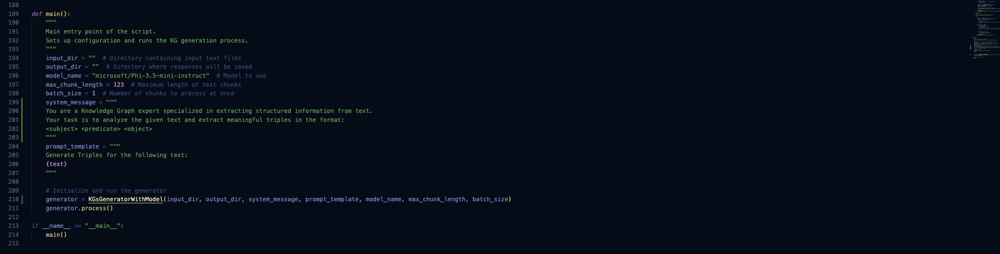 188
189 def main():
190     """
191     Main entry point of the script.
192     Sets up configuration and runs the KG generation process.
193     """
194     input_dir = ""  # Directory containing input text files
195     output_dir = ""  # Directory where responses will be saved
196     model_name = "microsoft/Phi-3.5-mini-instruct"  # Model to use
197     max_chunk_length = 123  # Maximum length of text chunks
198     batch_size = 1  # Number of chunks to process at once
199     system_message = """
200     You are a Knowledge Graph expert specialized in extracting structured information from text.
201     Your task is to analyze the given text and extract meaningful triples in the format:
202     <subject> <predicate> <object>
203     """
204     prompt_template = """
205     Generate Triples for the following text:
206     {text}
207     """
208
209     # Initialize and run the generator
210     generator = KGsGeneratorWithModel(input_dir, output_dir, system_message, prompt_template, model_name, max_chunk_length, batch_size)
211     generator.process()
212
213 if __name__ == "__main__":
214     main()
215